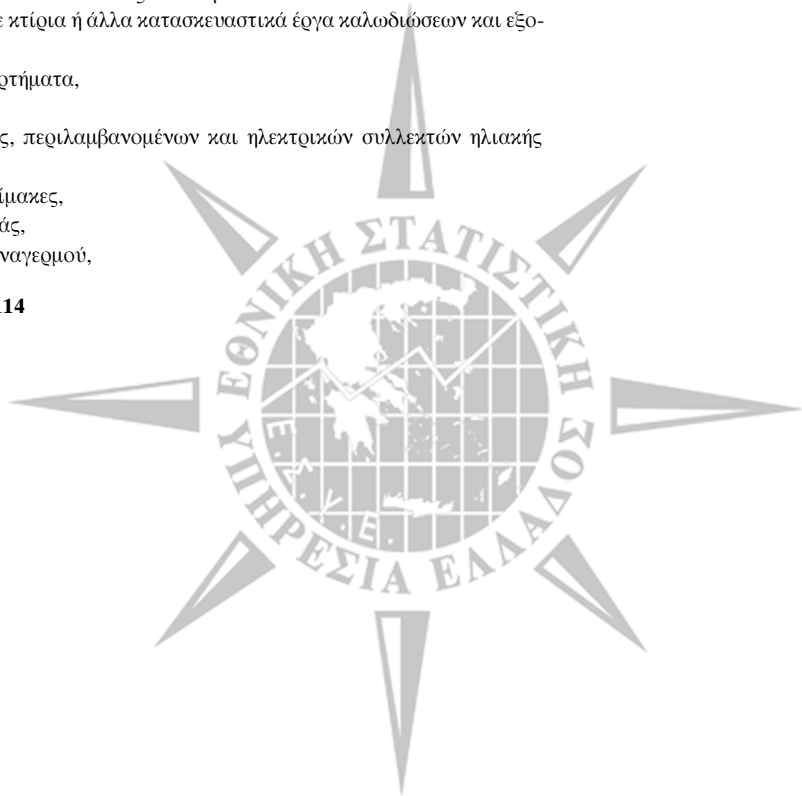 ε κτίρια ή άλλα κατασκευαστικά έργα καλωδιώσεων και εξο-
ρτήματα,
ς, περιλαμβανομένων και ηλεκτρικών συλλεκτών ηλιακής
ίμακες,
άς,
ναγερμού,
114
ΕΘΝΙΚΗ ΣΤΑΤΙΣΤΙΚΗ
ΥΠΗΡΕΣΙΑ ΕΛΛΑΔΟΣ
Ε.Σ.Υ.Ε.